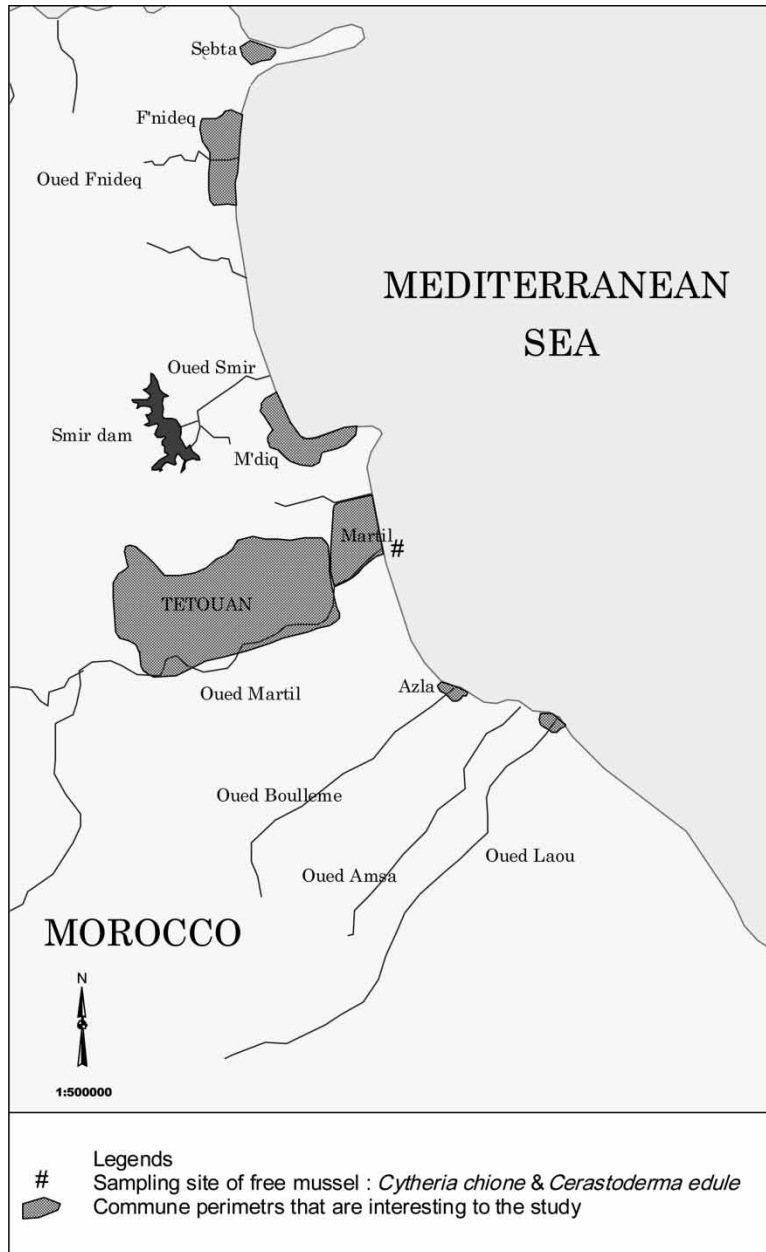 Sebta
F'nideq
Oued Fnideq
MEDITERRANEAN
SEA
Oued Smir
Smir dam
M'diq
Martil
#
TETOUAN
Oued Martil
Azla
Oued Boulleme
Oued Amsa
Oued Laou
MOROCCO
N
1:500000
Legends
# Sampling site of free mussel : Cytheria chione & Cerastoderma edule
Commune perimetrs that are interesting to the study